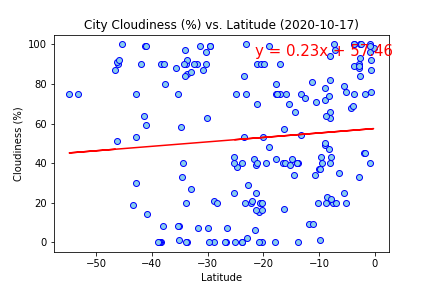 City Cloudiness (%) vs. Latitude (2020-10-17)
y = 0.23x + 57.46
100
80
60
40
20
0
Cloudiness (%)
−50 −40 −30 −20 −10 0
Latitude